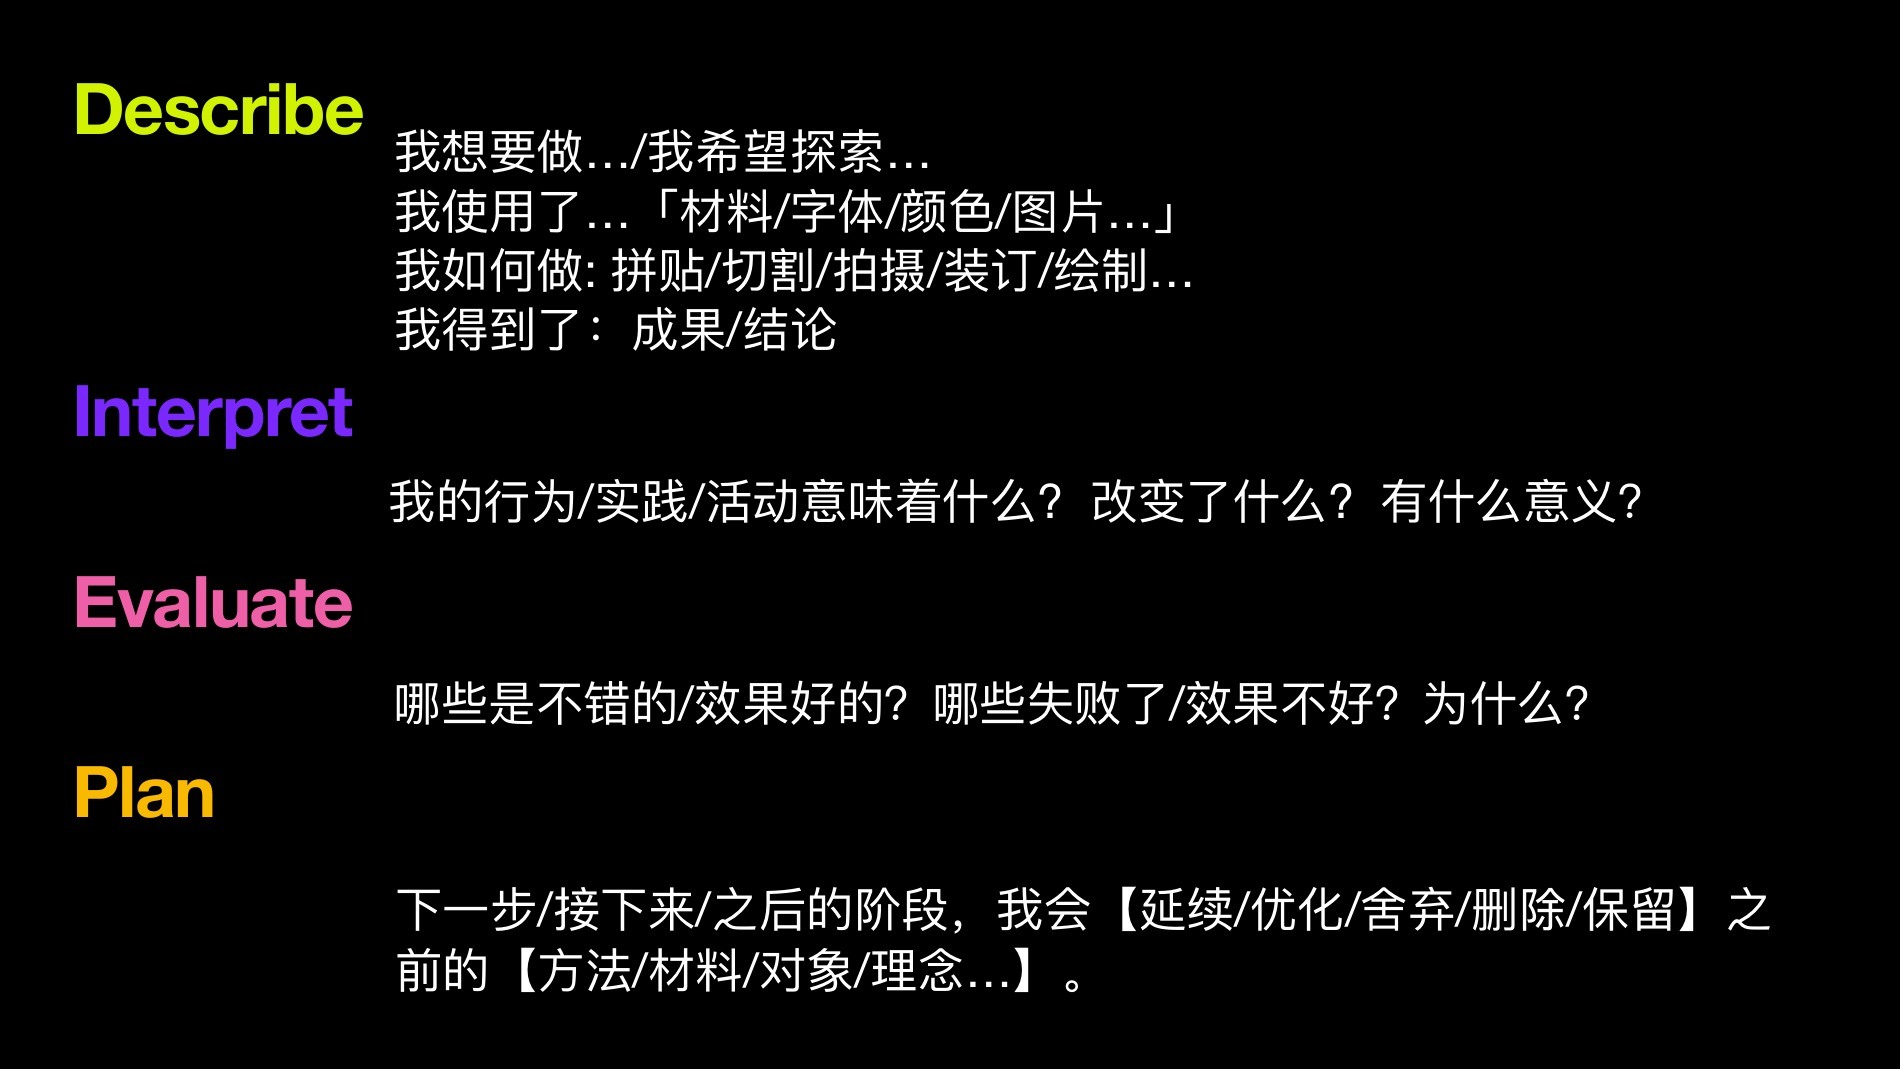 Describe
我想要做…/我希望探索…
我使用了…「材料/字体/颜色/图片…」
我如何做: 拼贴/切割/拍摄/装订/绘制…
我得到了：成果/结论
Interpret
我的行为/实践/活动意味着什么？改变了什么？有什么意义？
Evaluate
哪些是不错的/效果好的？哪些失败了/效果不好？为什么？
Plan
下一步/接下来/之后的阶段，我会【延续/优化/舍弃/删除/保留】之
前的【方法/材料/对象/理念…】。